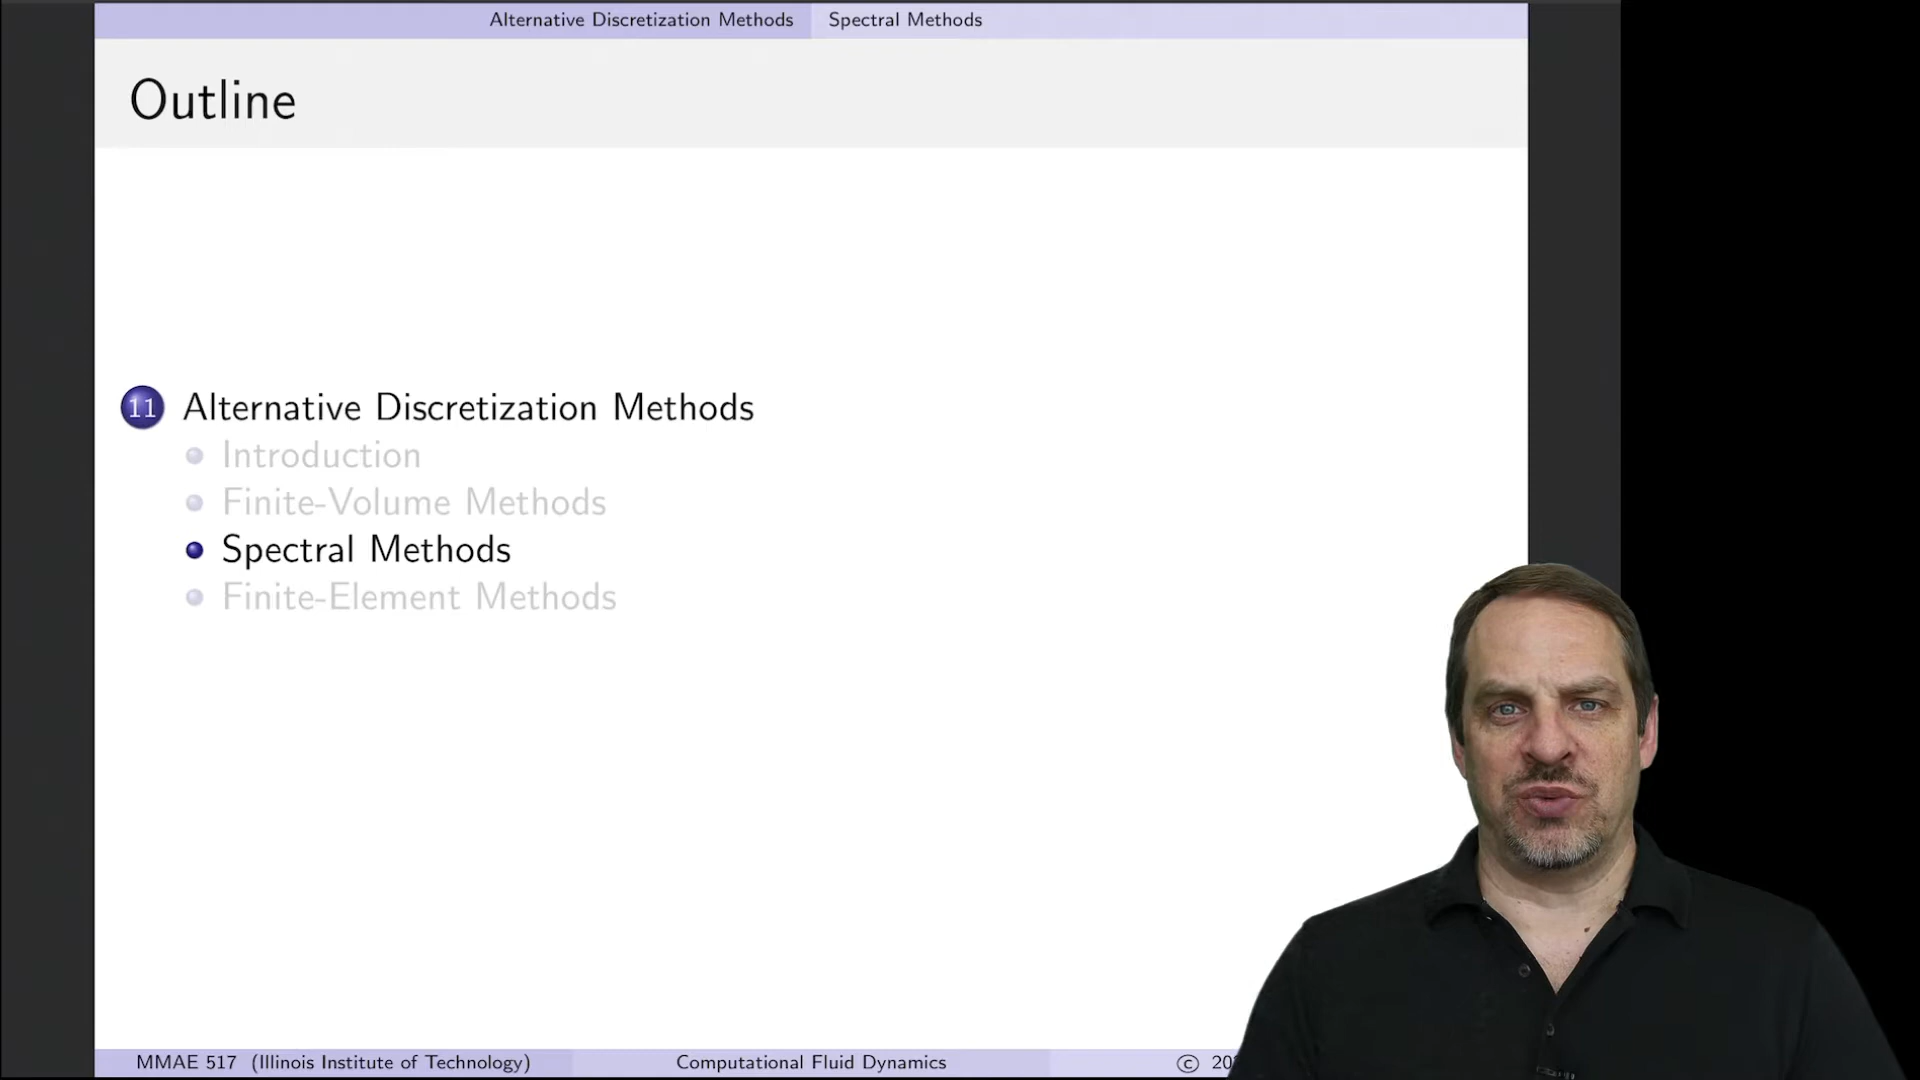 Alternative Discretization Methods Spectral Methods
Outline
11 Alternative Discretization Methods
Introduction
Finite-Volume Methods
Spectral Methods
Finite-Element Methods
MMAE 517 (Illinois Institute of Technology) Computational Fluid Dynamics ©